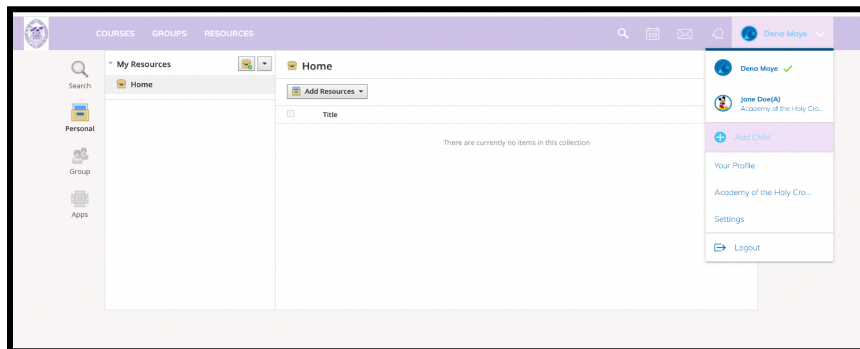 COURSES GROUPS RESOURCES
Dena Maye
Search
Personal
Group
Apps
My Resources
Home
Home
Add Resources
Title
There are currently no items in this collection
Dena Maye
Jane Doe(A)
Academy of the Holy Cro...
Add Child
Your Profile
Academy of the Holy Cro...
Settings
Logout